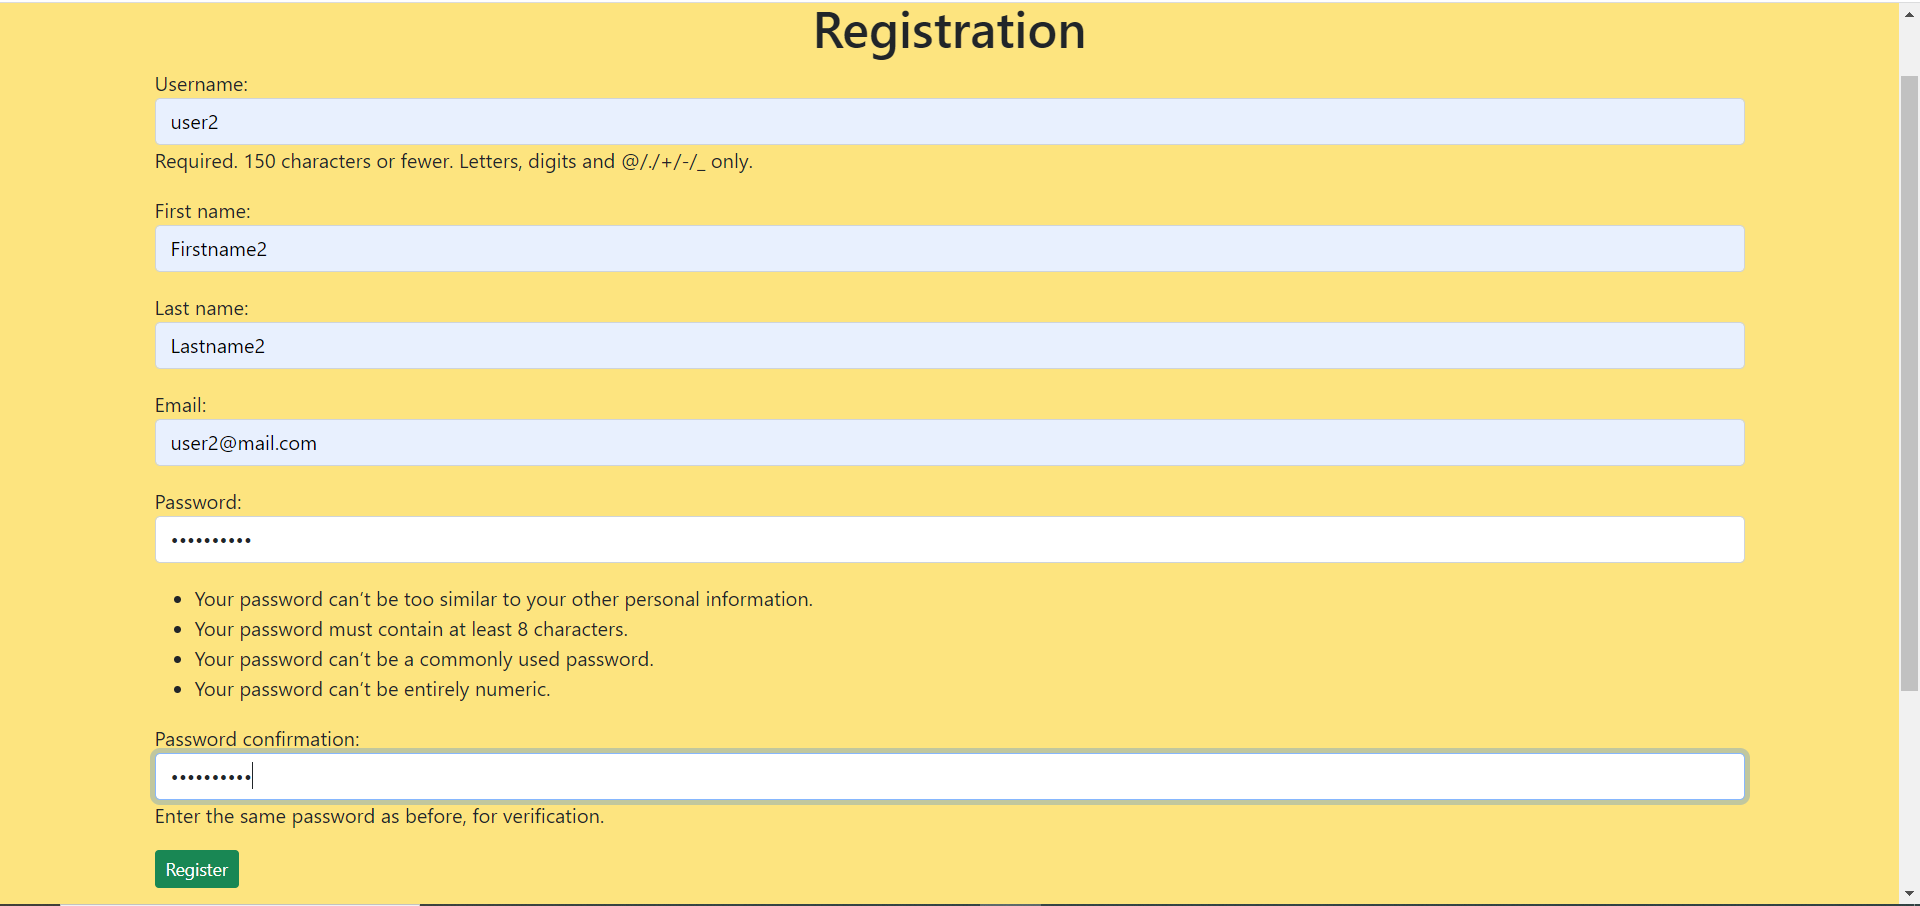 Registration
Username:
user2
Required. 150 characters or fewer. Letters, digits and @/./+/-/_ only.
First name:
Firstname2
Last name:
Lastname2
Email:
user2@mail.com
Password:
••••••••••
• Your password can’t be too similar to your other personal information.
• Your password must contain at least 8 characters.
• Your password can’t be a commonly used password.
• Your password can’t be entirely numeric.
Password confirmation:
••••••••••
Enter the same password as before, for verification.
Register